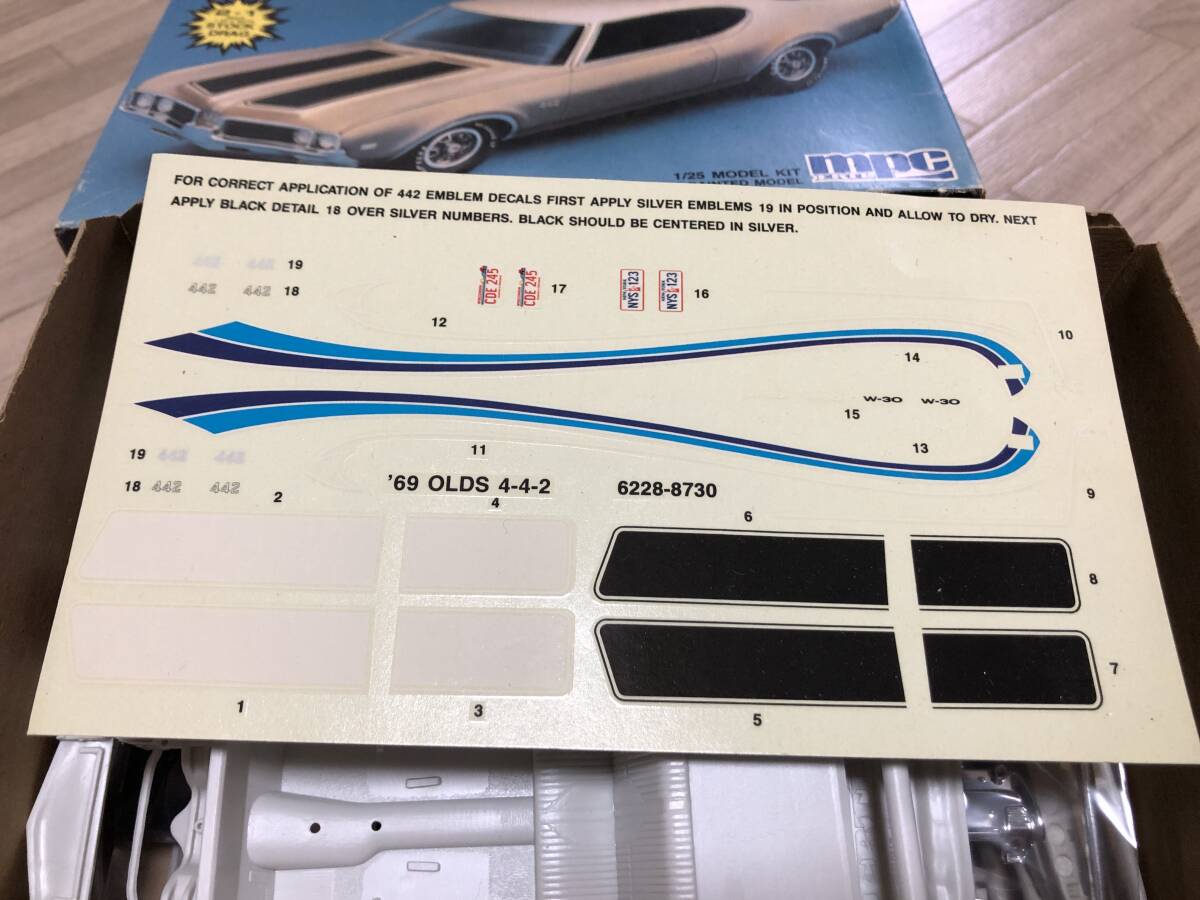 STOCK
DRAG
442
mpc
1/25 MODEL KIT
FOR CORRECT APPLICATION OF 442 EMBLEM DECALS FIRST APPLY SILVER EMBLEMS 19 IN POSITION AND ALLOW TO DRY. NEXT
APPLY BLACK DETAIL 18 OVER SILVER NUMBERS. BLACK SHOULD BE CENTERED IN SILVER.
442 442 19
442 442 18
CDE 245 CDE 245 17
NYS 123 NYS 123 16
12
10
14
W-30 W-30
15
13
11
19 442 442
18 442 442
2
'69 OLDS 4-4-2 6228-8730
4
6
9
8
7
1
3
5